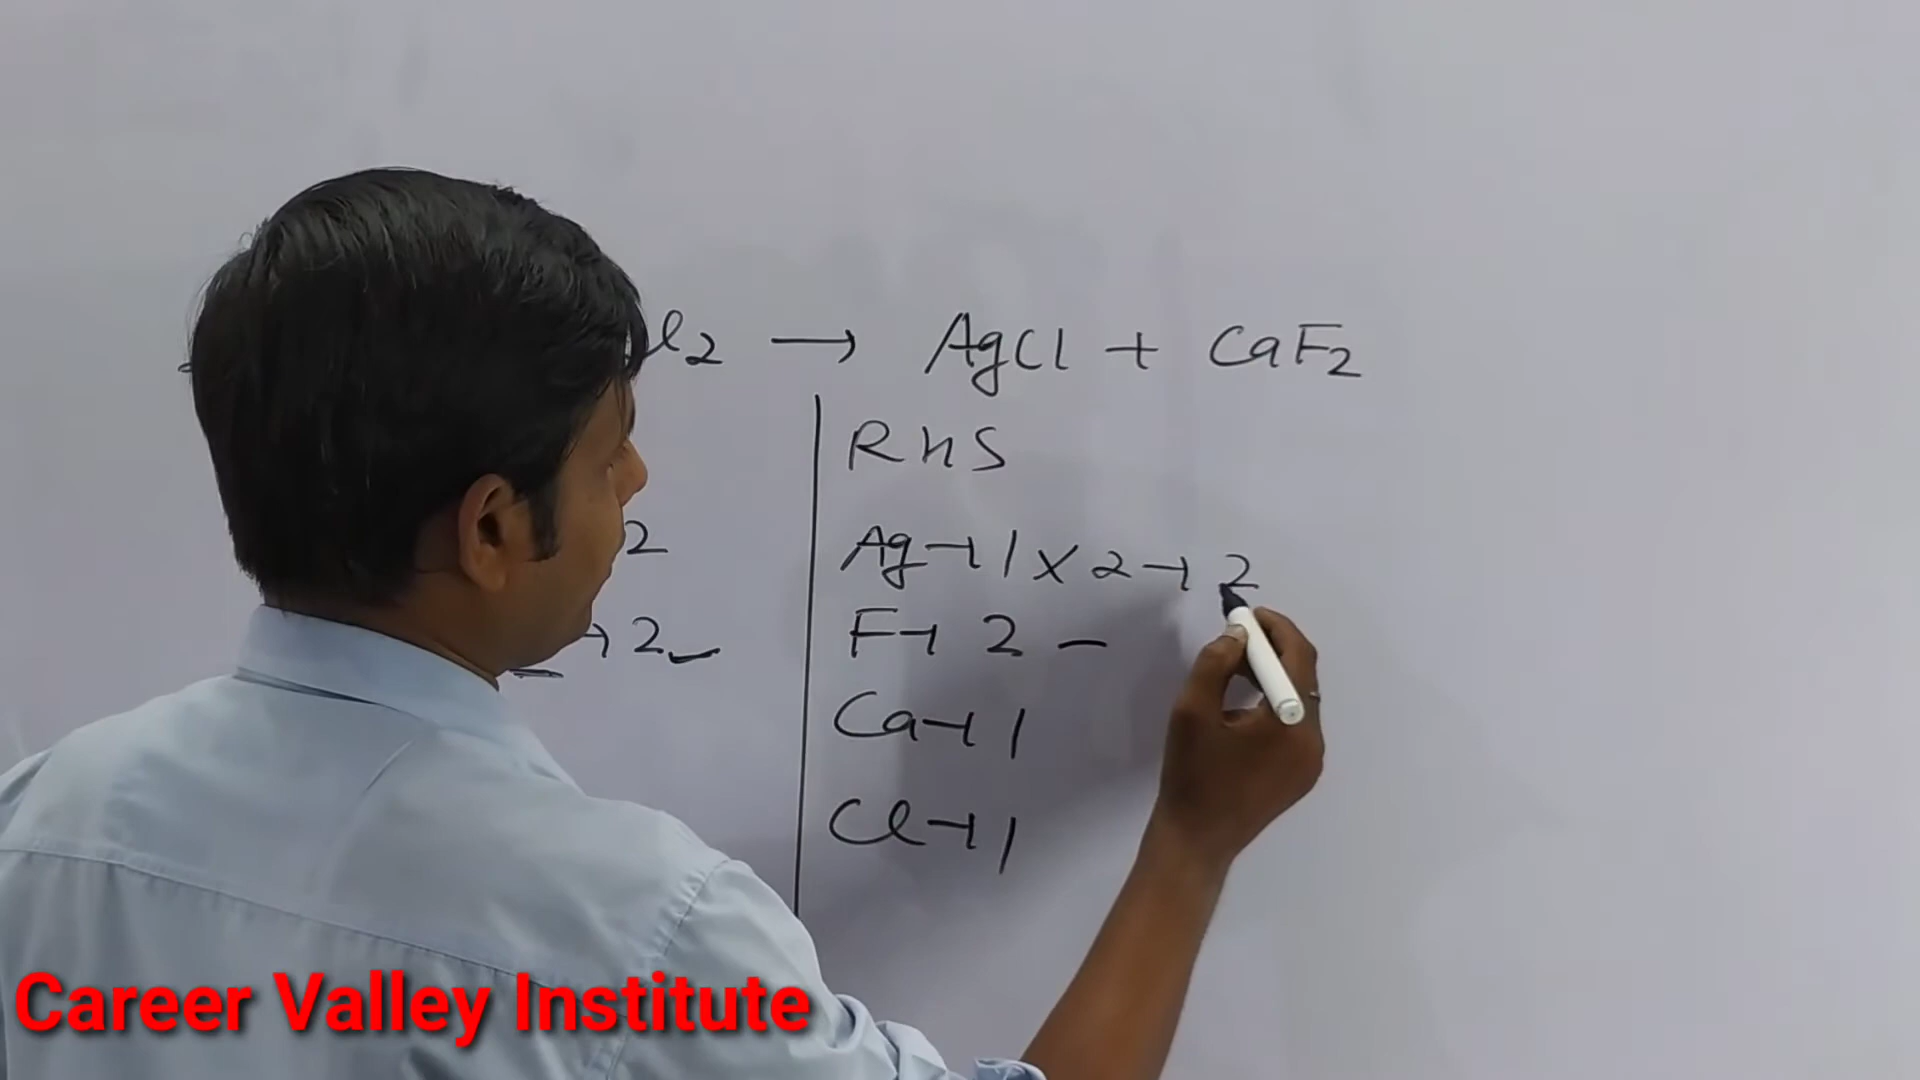 l2 → AgCl + CaF2
RHS
2 Ag → 1 × 2 → 2
→ 2 F → 2 –
Ca → 1
Cl → 1
Career Valley Institute